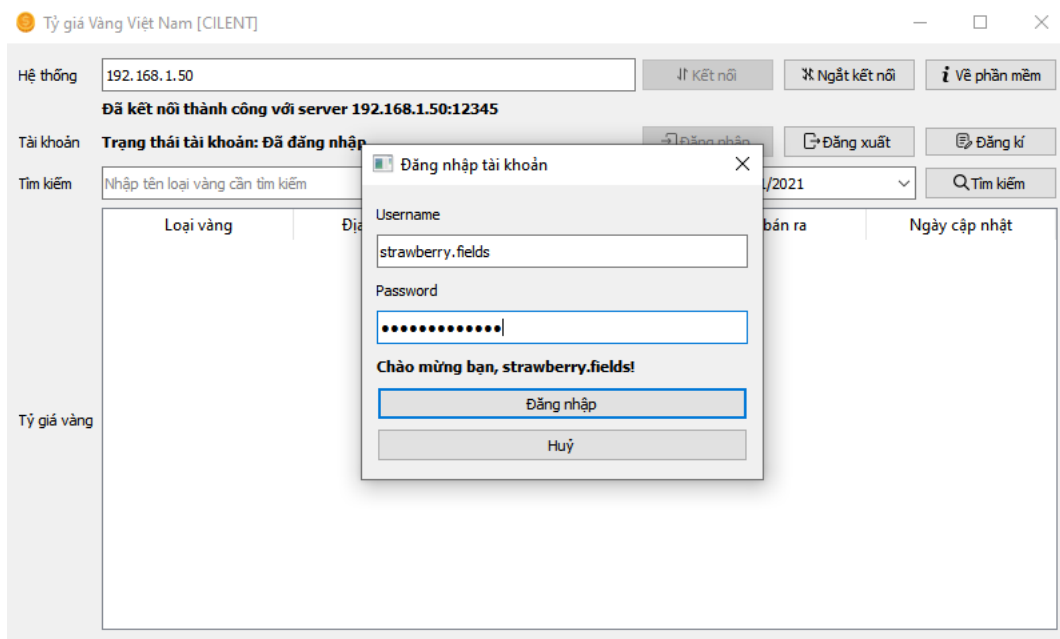 Tỷ giá Vàng Việt Nam [CILENT]
Hệ thống 192.168.1.50 Kết nối Ngắt kết nối Về phần mềm
Đã kết nối thành công với server 192.168.1.50:12345
Tài khoản Trạng thái tài khoản: Đã đăng nhập Đăng nhập Đăng xuất Đăng kí
Đăng nhập tài khoản
Tìm kiếm Nhập tên loại vàng cần tìm kiếm /2021 Tìm kiếm
Username
Loại vàng bán ra Ngày cập nhật
strawberry.fields
Password
●●●●●●●●●●●●●
Chào mừng bạn, strawberry.fields!
Đăng nhập
Tỷ giá vàng
Huỷ